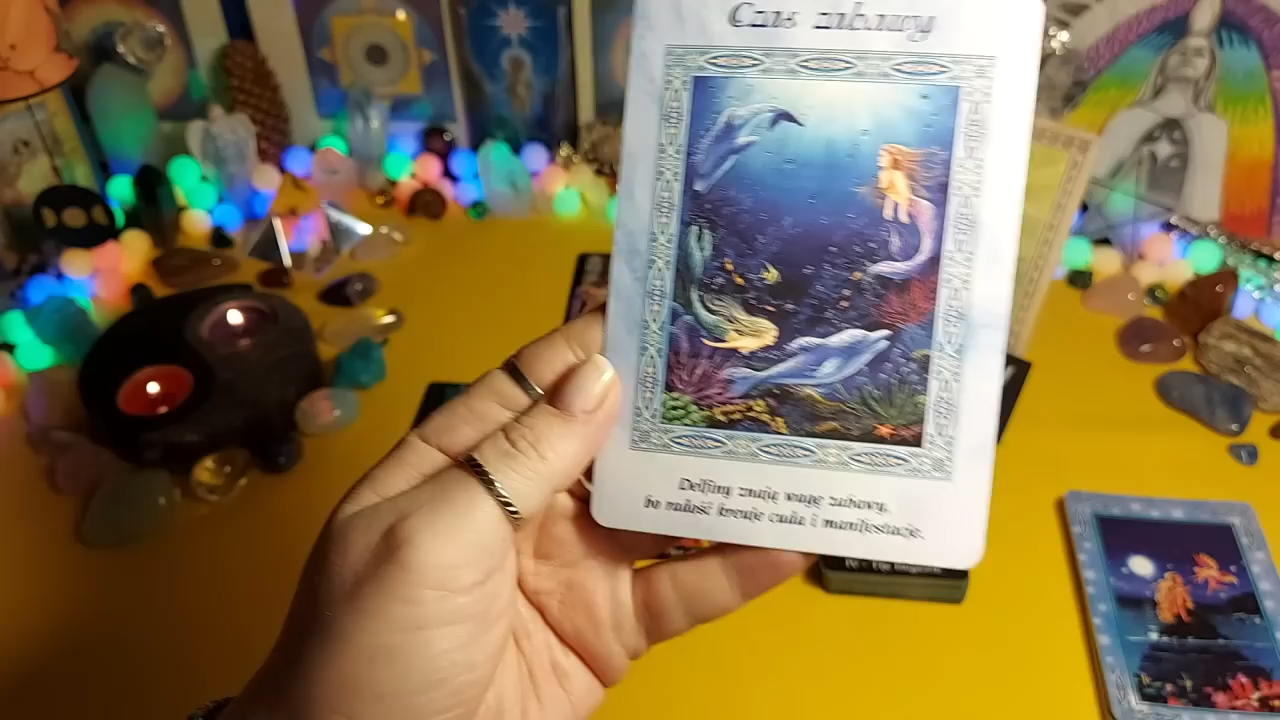 Czas zabawy
Delfiny znają wagę zabawy,
bo radość kreuje cuda i manifestacje.